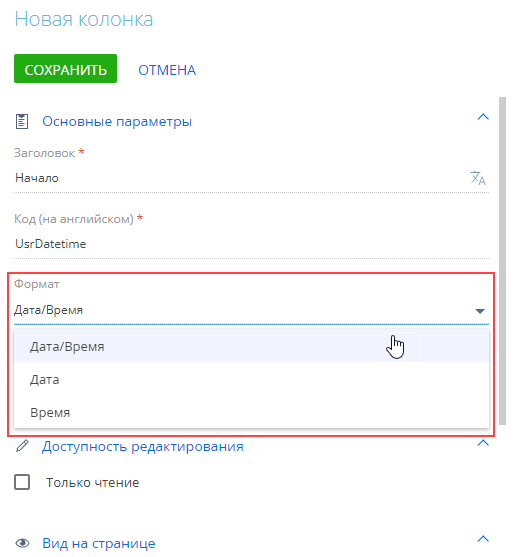 Новая колонка
СОХРАНИТЬ ОТМЕНА
Основные параметры
Заголовок *
Начало
Код (на английском) *
UsrDatetime
Формат
Дата/Время
Дата/Время
Дата
Время
Доступность редактирования
Только чтение
Вид на странице